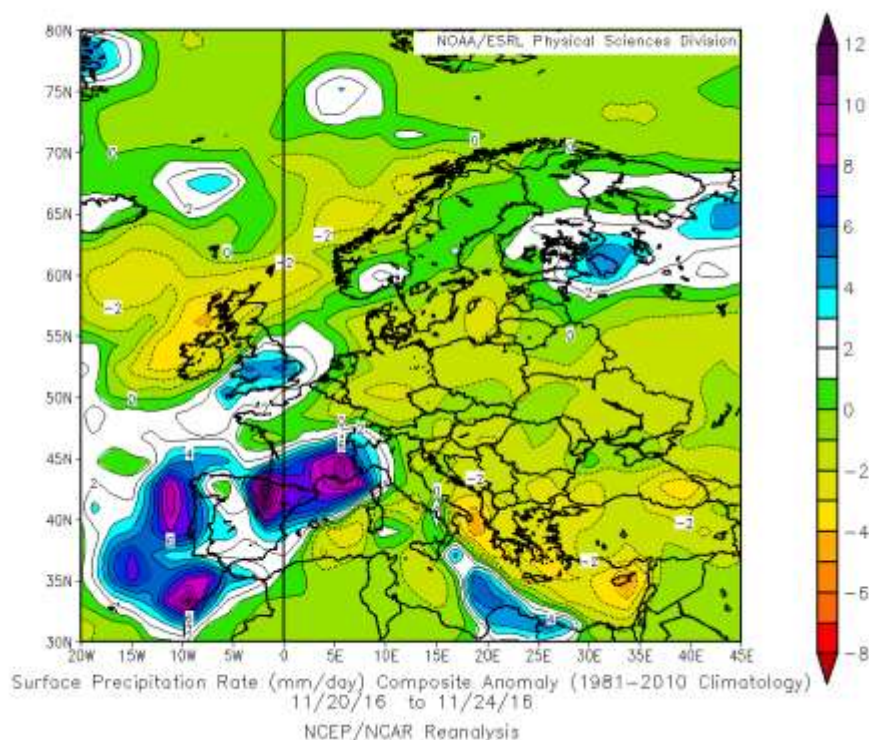 80N
NOAA/ESRL Physical Sciences Division
75N
70N
65N
60N
55N
50N
45N
40N
35N
30N
20W 15W 10W 5W 0 5E 10E 15E 20E 25E 30E 35E 40E 45E
12
10
8
6
4
2
0
-2
-4
-6
-8
Surface Precipitation Rate (mm/day) Composite Anomaly (1981-2010 Climatology)
11/20/16 to 11/24/16
NCEP/NCAR Reanalysis